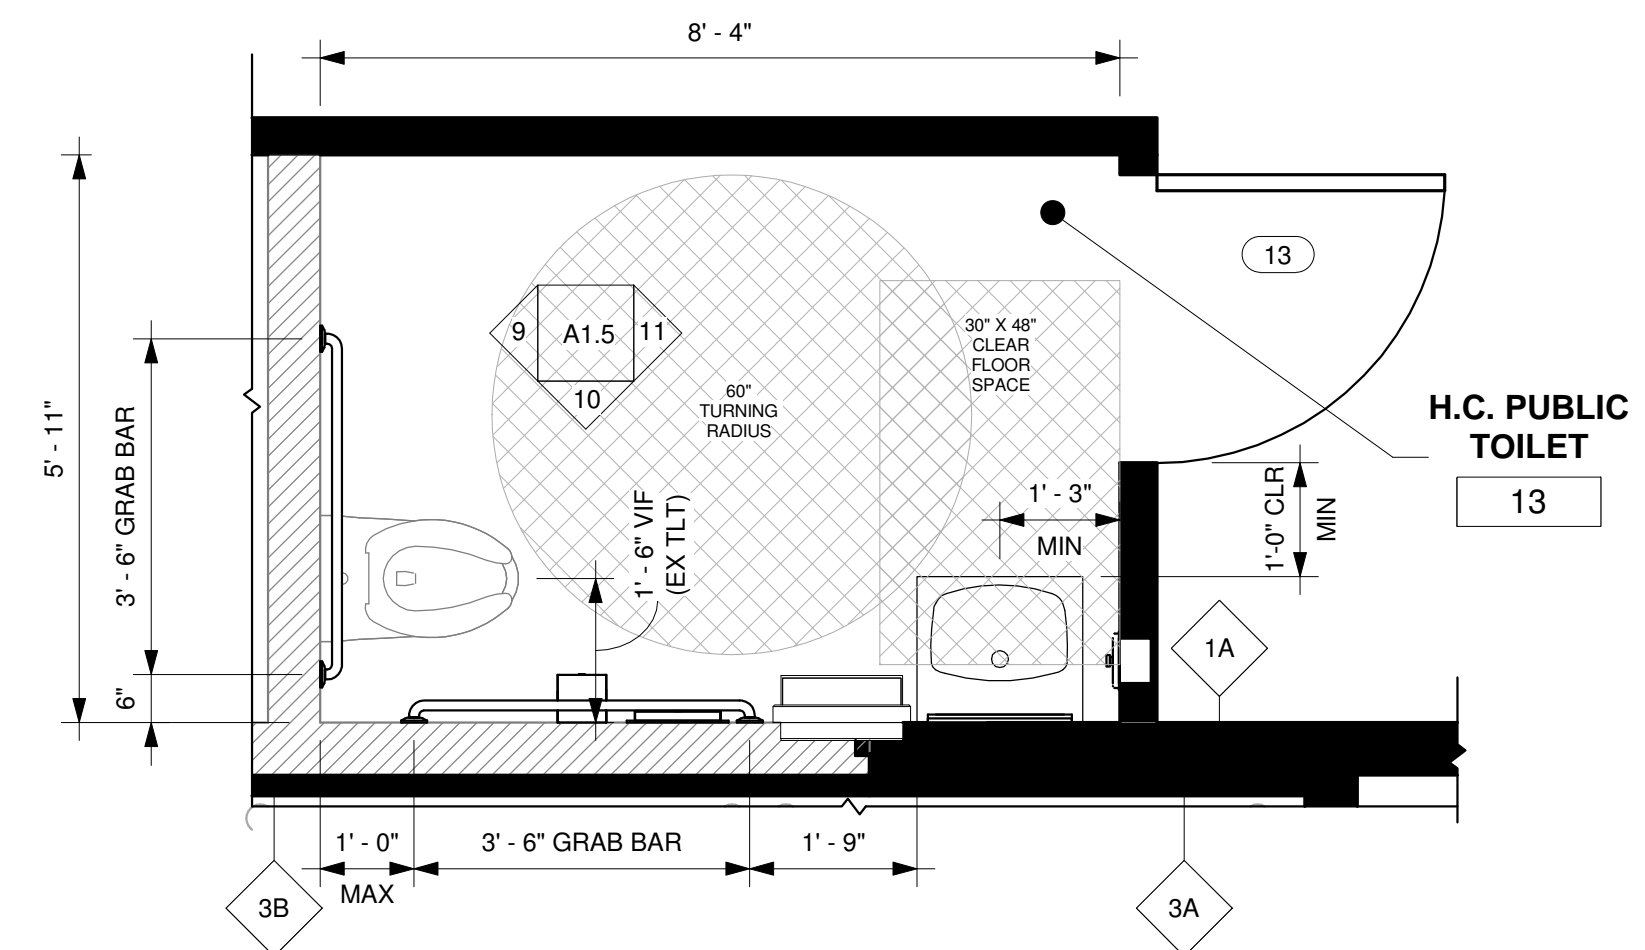 8' - 4"
13
9
A1.5
11
10
30" X 48"
CLEAR
FLOOR
SPACE
60"
TURNING
RADIUS
H.C. PUBLIC
TOILET
13
5' - 11"
3' - 6" GRAB BAR
6"
1' - 6" VIF
(EX TLT)
1' - 3"
MIN
1'-0" CLR
MIN
1A
1' - 0"
MAX
3' - 6" GRAB BAR
1' - 9"
3B
3A